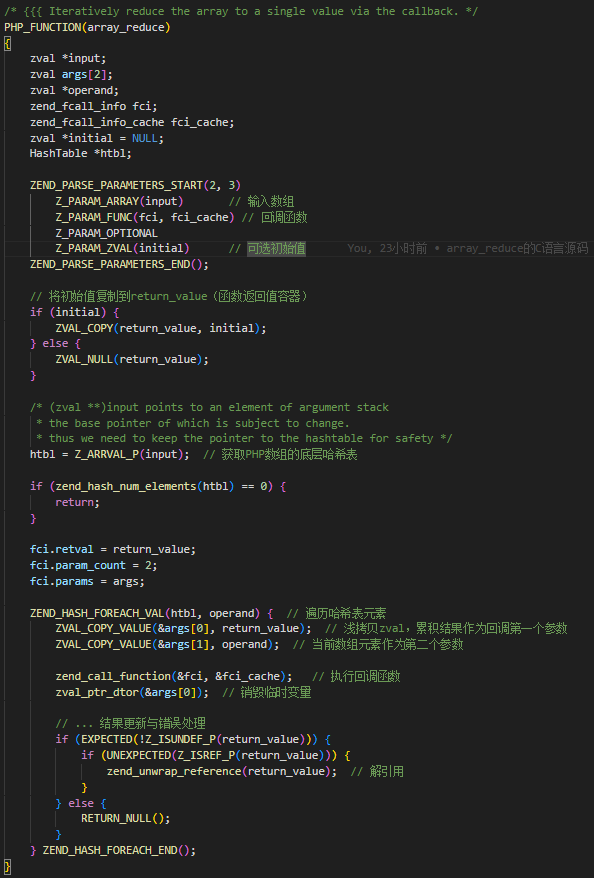 /* {{{ Iteratively reduce the array to a single value via the callback. */
PHP_FUNCTION(array_reduce)
{
    zval *input;
    zval args[2];
    zval *operand;
    zend_fcall_info fci;
    zend_fcall_info_cache fci_cache;
    zval *initial = NULL;
    HashTable *htbl;

    ZEND_PARSE_PARAMETERS_START(2, 3)
        Z_PARAM_ARRAY(input)       // 输入数组
        Z_PARAM_FUNC(fci, fci_cache) // 回调函数
        Z_PARAM_OPTIONAL
        Z_PARAM_ZVAL(initial)      // 可选初始值      You, 23小时前 • array_reduce的C语言源码
    ZEND_PARSE_PARAMETERS_END();

    // 将初始值复制到return_value（函数返回值容器）
    if (initial) {
        ZVAL_COPY(return_value, initial);
    } else {
        ZVAL_NULL(return_value);
    }

    /* (zval **)input points to an element of argument stack
     * the base pointer of which is subject to change.
     * thus we need to keep the pointer to the hashtable for safety */
    htbl = Z_ARRVAL_P(input);  // 获取PHP数组的底层哈希表

    if (zend_hash_num_elements(htbl) == 0) {
        return;
    }

    fci.retval = return_value;
    fci.param_count = 2;
    fci.params = args;

    ZEND_HASH_FOREACH_VAL(htbl, operand) {  // 遍历哈希表元素
        ZVAL_COPY_VALUE(&args[0], return_value);  // 浅拷贝zval，累积结果作为回调第一个参数
        ZVAL_COPY_VALUE(&args[1], operand);  // 当前数组元素作为第二个参数

        zend_call_function(&fci, &fci_cache);   // 执行回调函数
        zval_ptr_dtor(&args[0]);  // 销毁临时变量

        // ... 结果更新与错误处理
        if (EXPECTED(!Z_ISUNDEF_P(return_value))) {
            if (UNEXPECTED(Z_ISREF_P(return_value))) {
                zend_unwrap_reference(return_value);  // 解引用
            }
        } else {
            RETURN_NULL();
        }
    } ZEND_HASH_FOREACH_END();
}